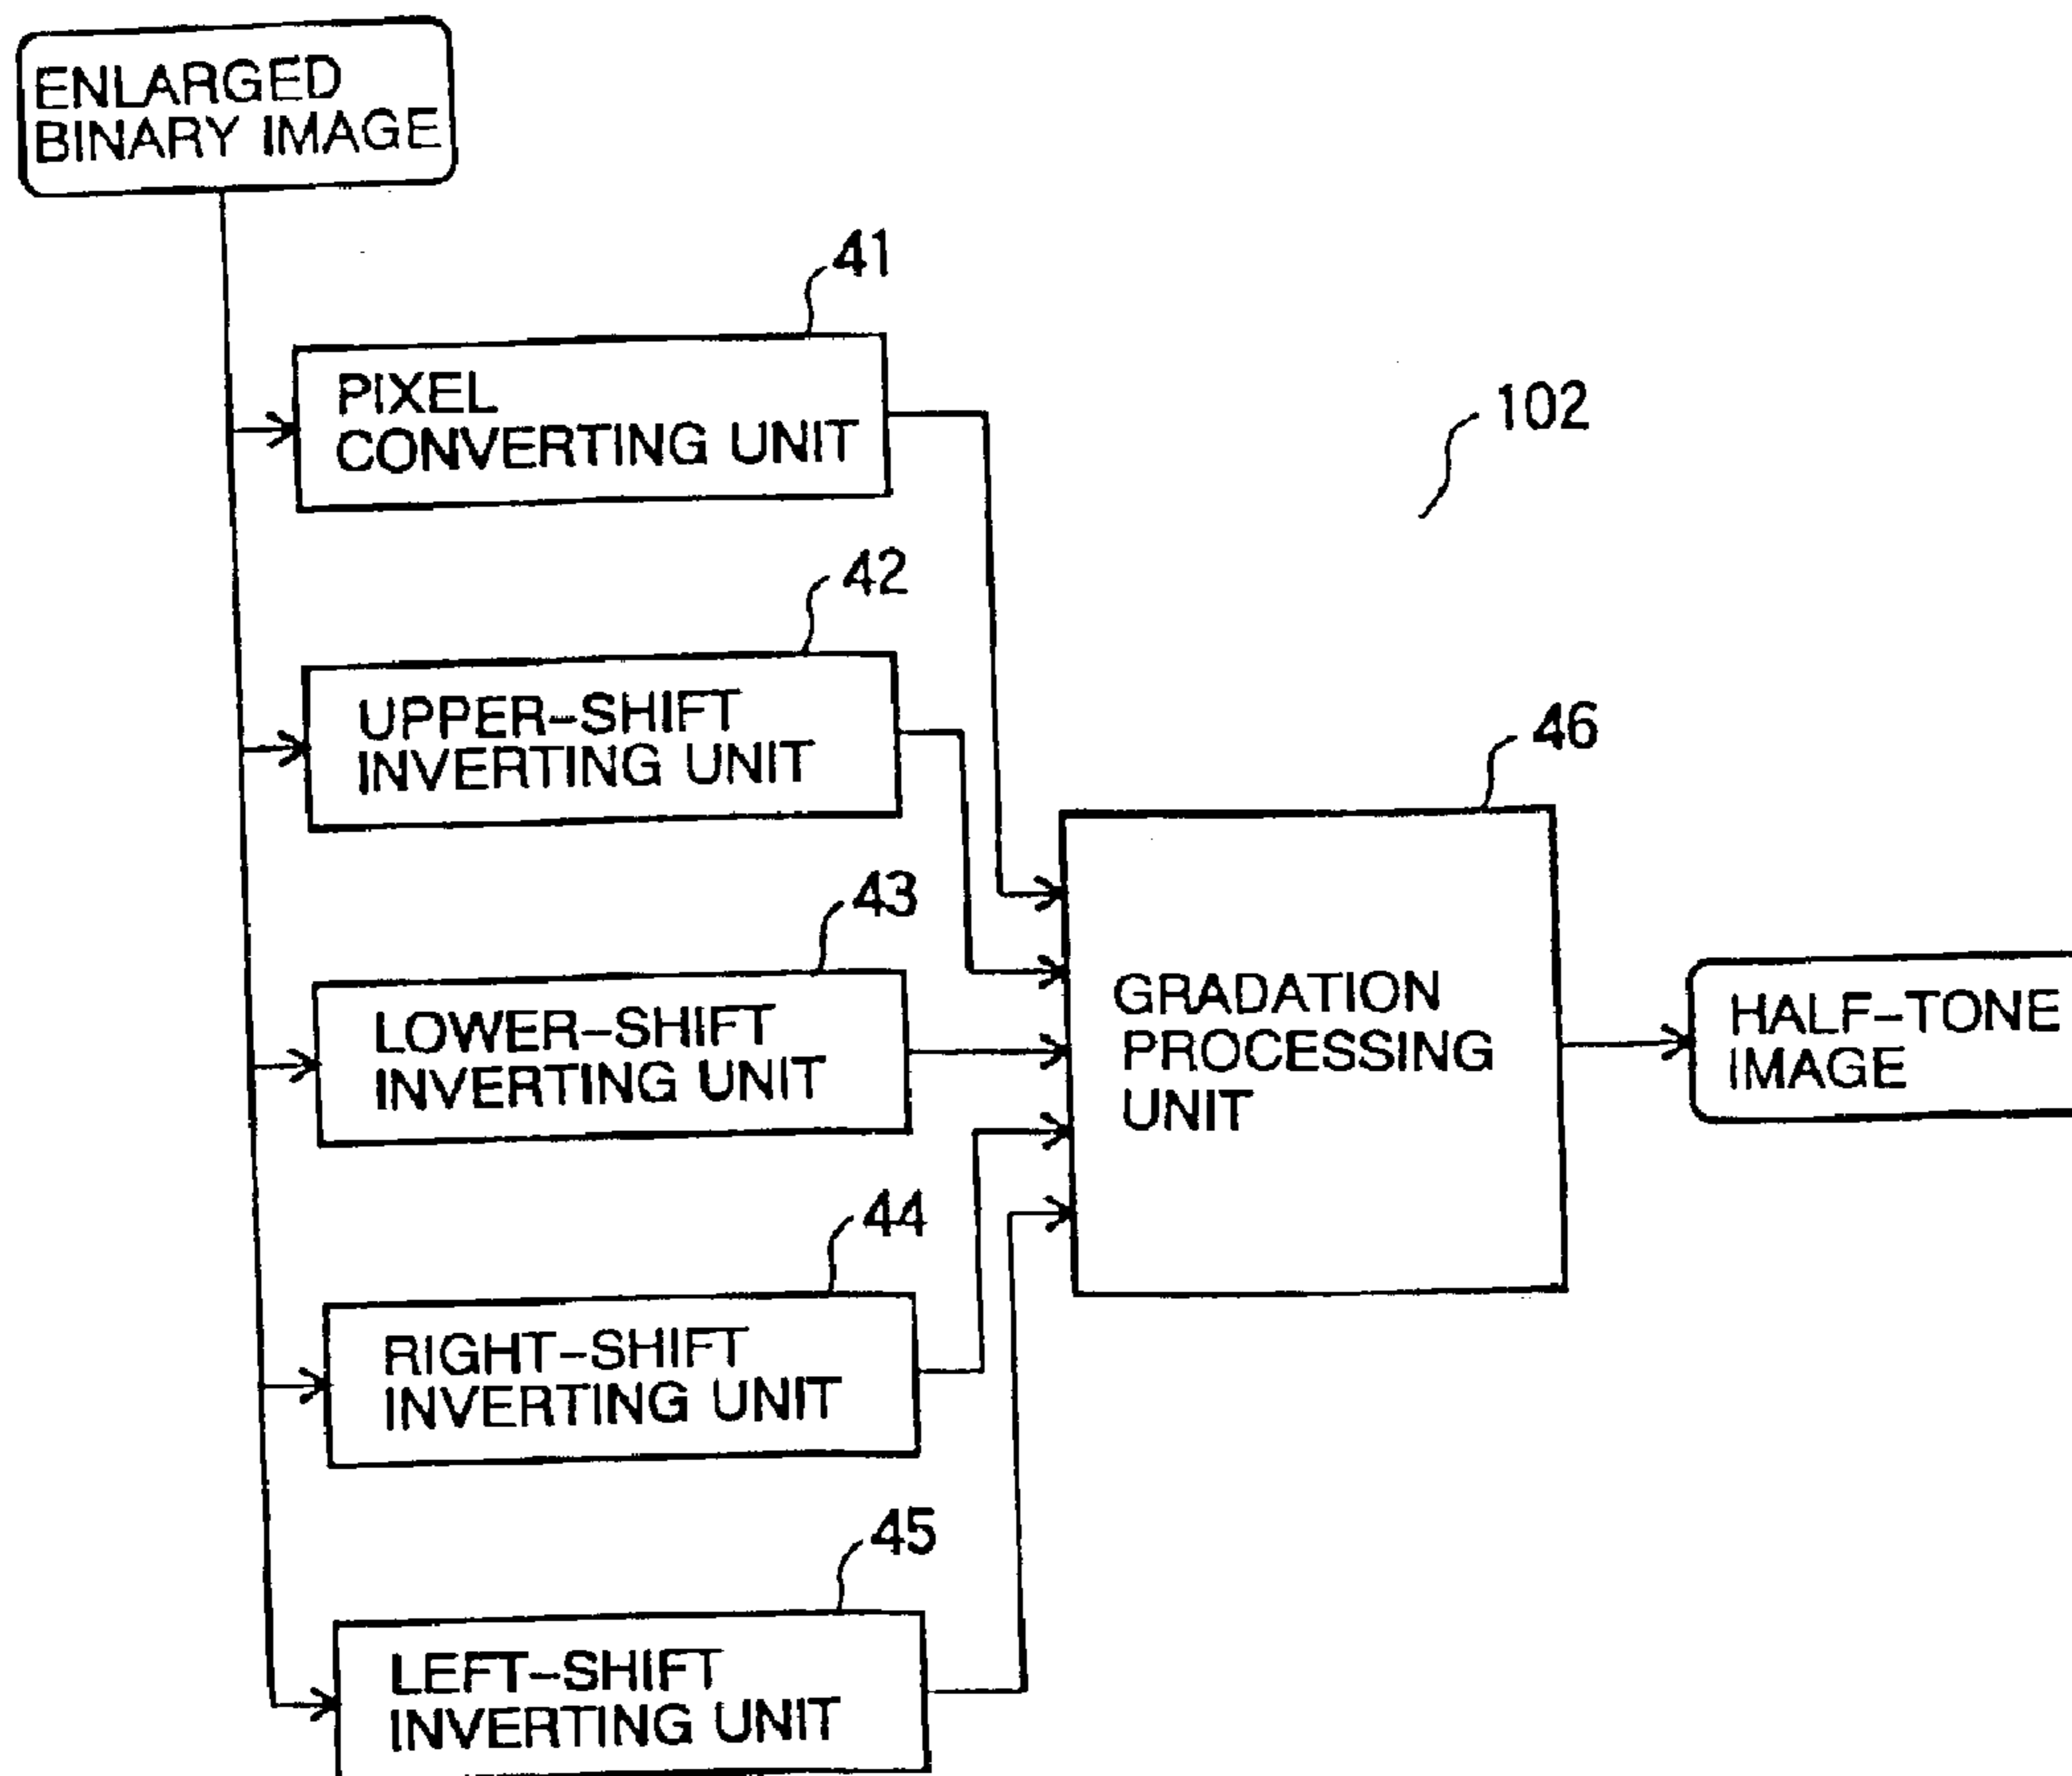 ENLARGED
BINARY IMAGE
41
PIXEL
CONVERTING UNIT
102
42
UPPER-SHIFT
INVERTING UNIT
46
43
LOWER-SHIFT
INVERTING UNIT
GRADATION
PROCESSING
UNIT
HALF-TONE
IMAGE
44
RIGHT-SHIFT
INVERTING UNIT
45
LEFT-SHIFT
INVERTING UNIT